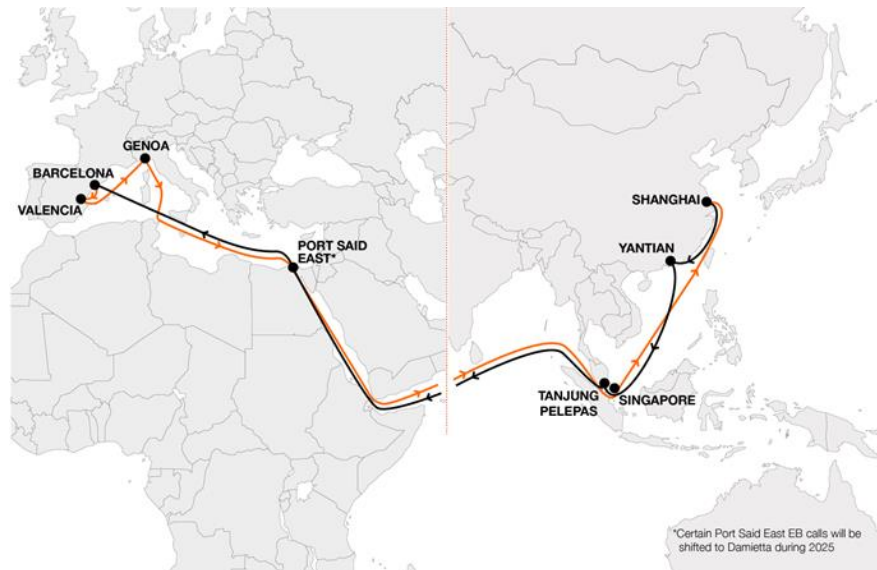 GENOA
BARCELONA
VALENCIA
PORT SAID
EAST*
SHANGHAI
YANTIAN
TANJUNG
PELEPAS
SINGAPORE
*Certain Port Said East EB calls will be
shifted to Damietta during 2025